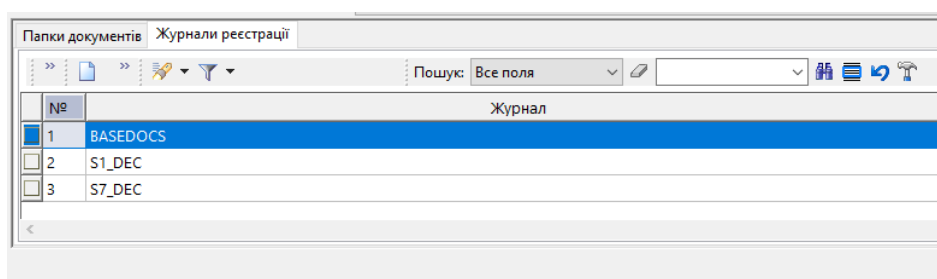 Папки документів Журнали реєстрації
Пошук: Все поля
№ Журнал
1 BASEDOCS
2 S1_DEC
3 S7_DEC